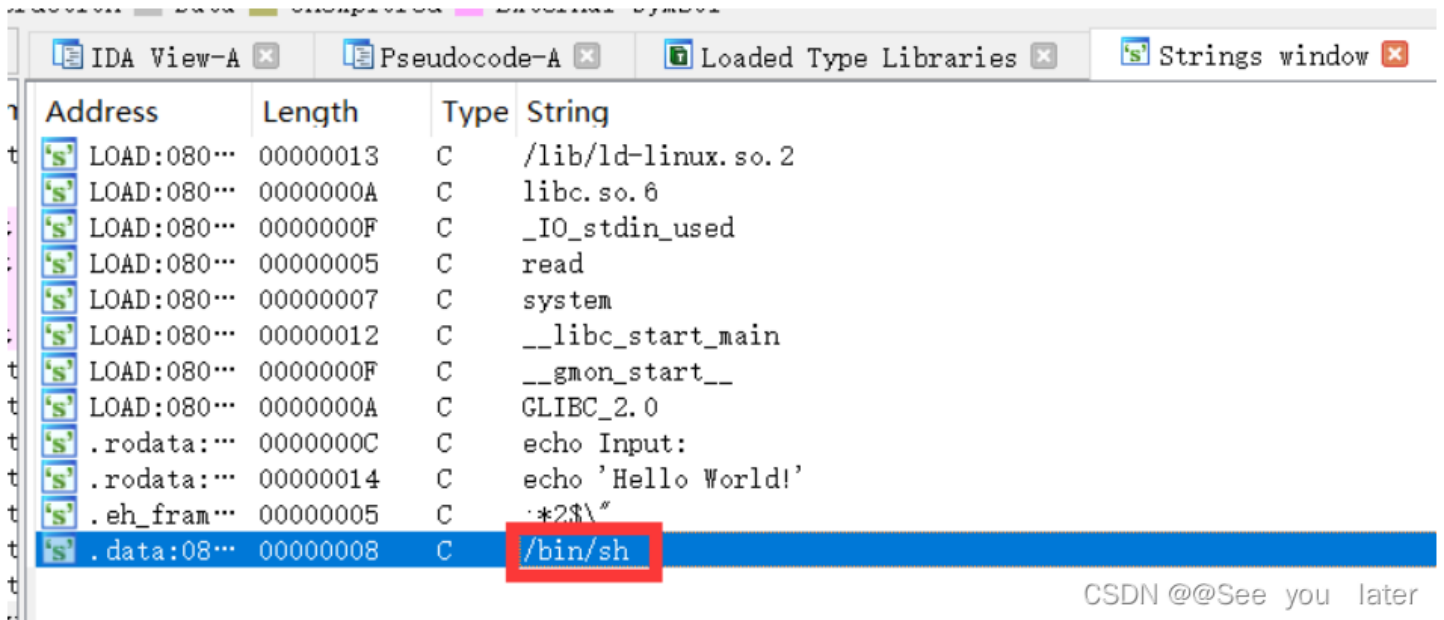 IDA View-A Pseudocode-A Loaded Type Libraries Strings window
Address Length Type String
LOAD:080… 00000013 C /lib/ld-linux.so.2
LOAD:080… 0000000A C libc.so.6
LOAD:080… 0000000F C _IO_stdin_used
LOAD:080… 00000005 C read
LOAD:080… 00000007 C system
LOAD:080… 00000012 C __libc_start_main
LOAD:080… 0000000F C __gmon_start__
LOAD:080… 0000000A C GLIBC_2.0
.rodata:… 0000000C C echo Input:
.rodata:… 00000014 C echo 'Hello World!'
.eh_fram… 00000005 C *2$\"
.data:08… 00000008 C /bin/sh
CSDN @@See you later